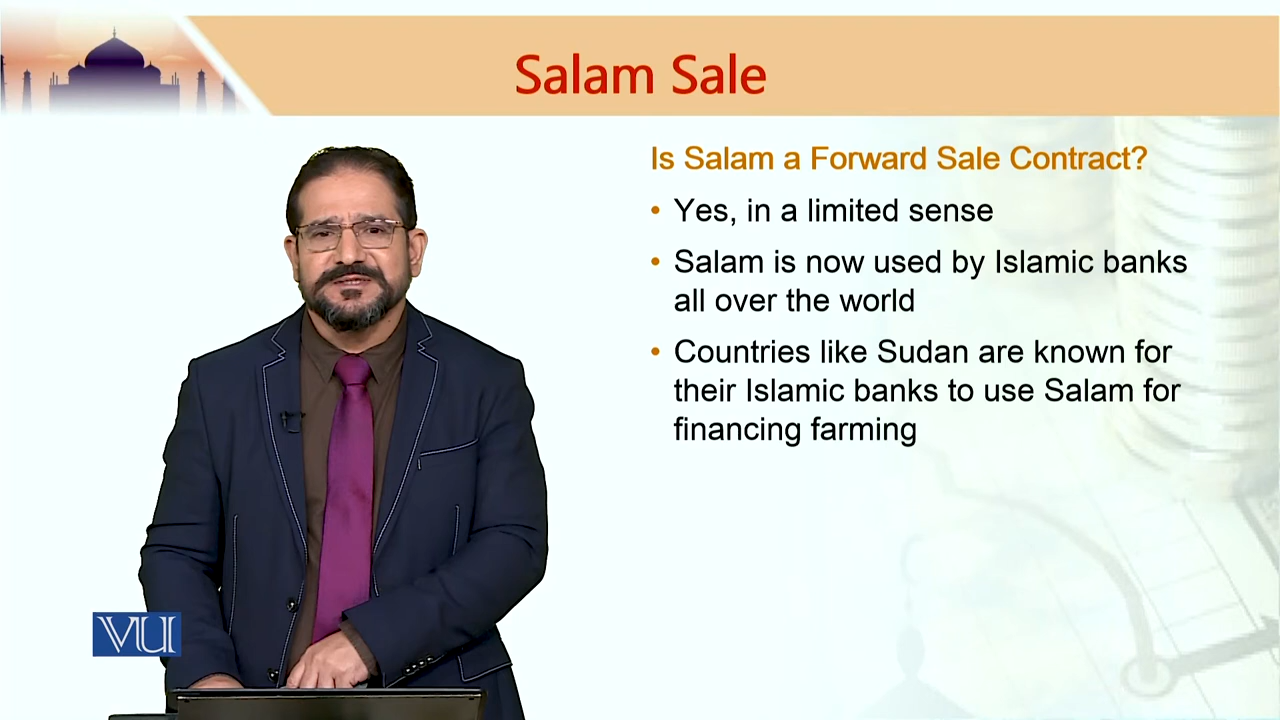 Salam Sale
Is Salam a Forward Sale Contract?
• Yes, in a limited sense
• Salam is now used by Islamic banks
all over the world
• Countries like Sudan are known for
their Islamic banks to use Salam for
financing farming
VU